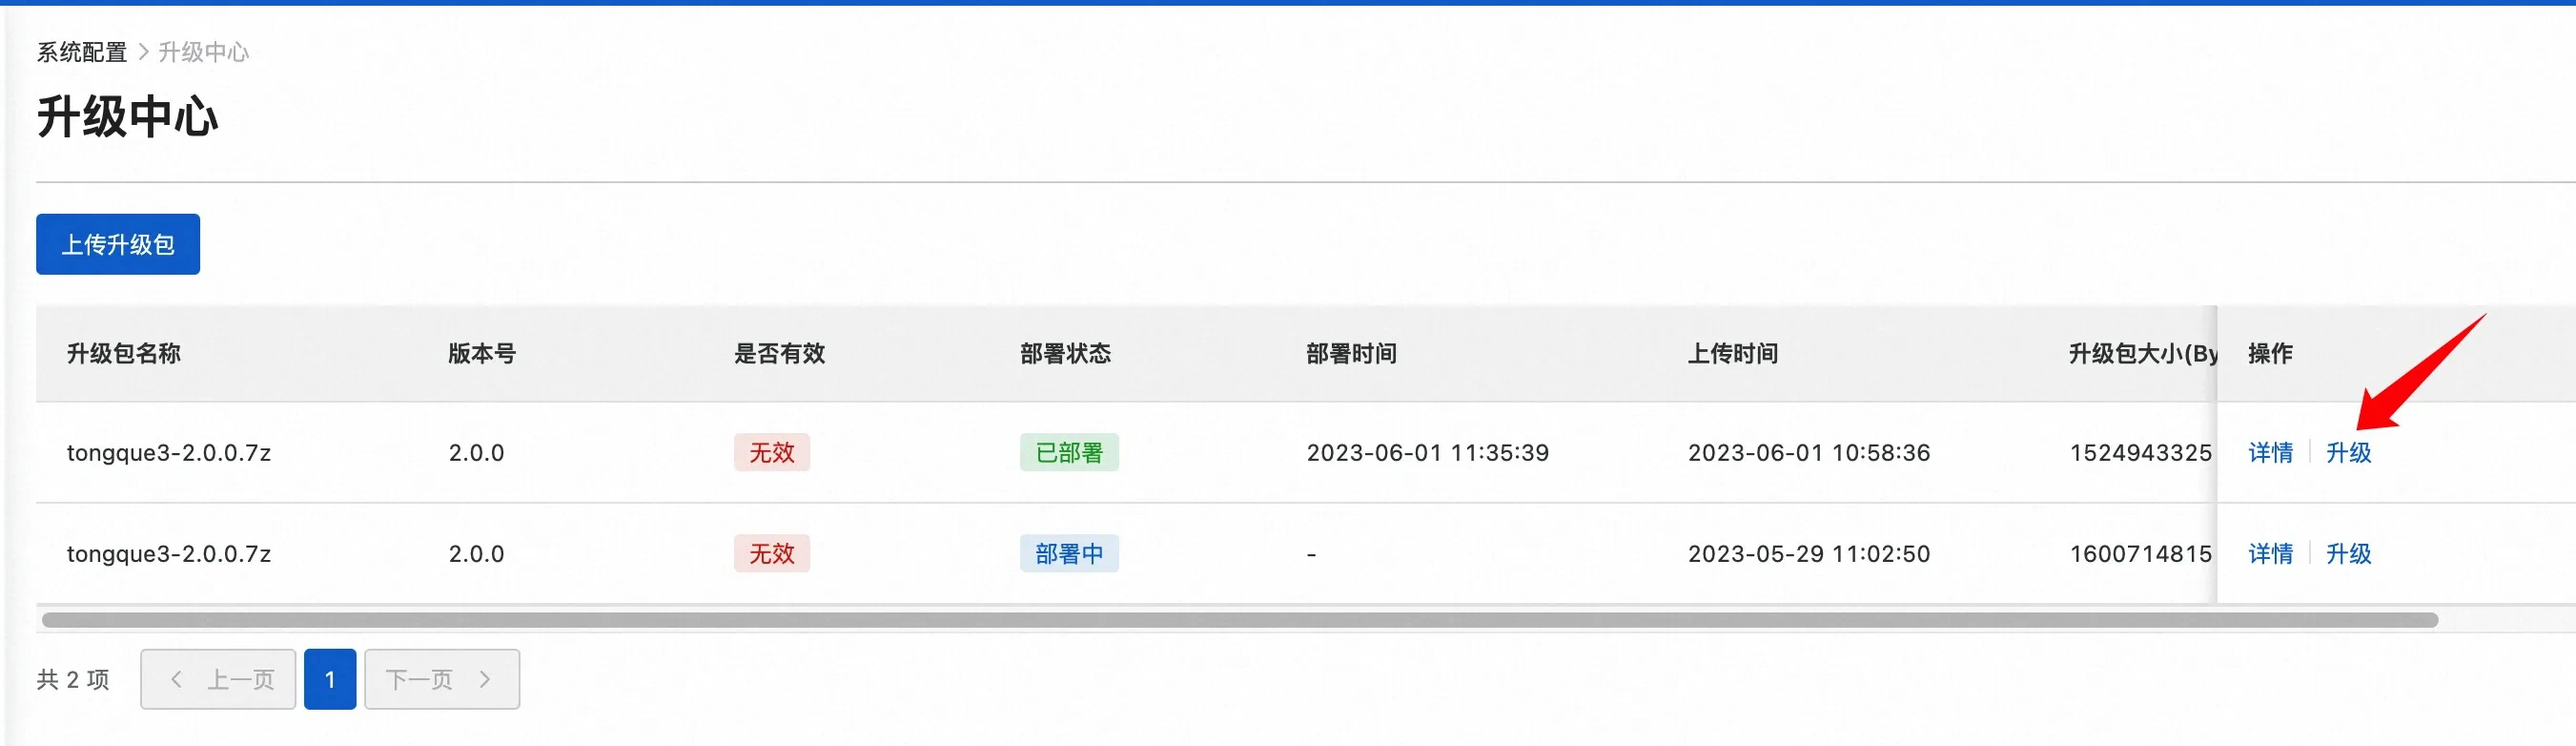 系统配置 > 升级中心
升级中心
上传升级包
升级包名称 版本号 是否有效 部署状态 部署时间 上传时间 升级包大小(By 操作
tongque3-2.0.0.7z 2.0.0 无效 已部署 2023-06-01 11:35:39 2023-06-01 10:58:36 1524943325 详情 升级
tongque3-2.0.0.7z 2.0.0 无效 部署中 - 2023-05-29 11:02:50 1600714815 详情 升级
共 2 项 < 上一页 1 下一页 >